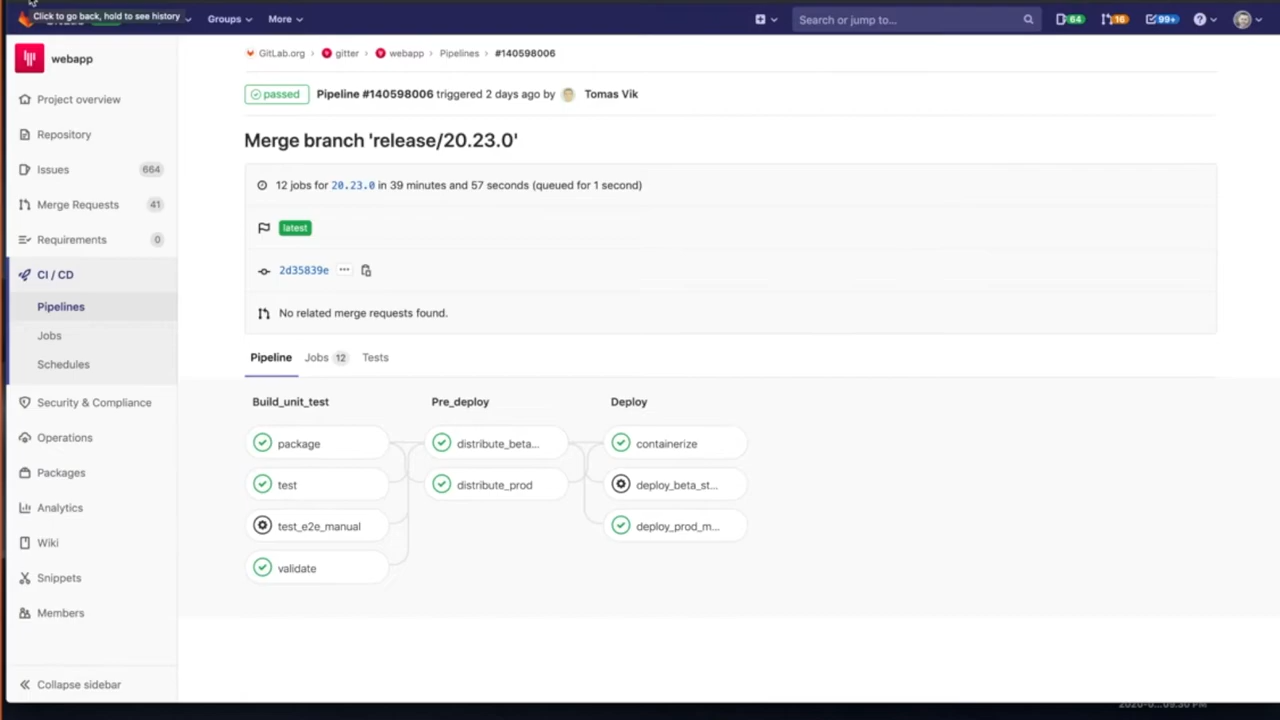 Click to go back, hold to see history
Groups
More
Search or jump to...
64
16
99+
webapp
GitLab.org > gitter > webapp > Pipelines > #140598006
Project overview
passed Pipeline #140598006 triggered 2 days ago by Tomas Vik
Repository
Merge branch 'release/20.23.0'
Issues 664
12 jobs for 20.23.0 in 39 minutes and 57 seconds (queued for 1 second)
Merge Requests 41
latest
Requirements 0
CI / CD
2d35839e ...
Pipelines
No related merge requests found.
Jobs
Pipeline Jobs 12 Tests
Schedules
Security & Compliance
Build_unit_test Pre_deploy Deploy
Operations
package distribute_beta... containerize
Packages
test distribute_prod deploy_beta_st...
Analytics
test_e2e_manual deploy_prod_m...
Wiki
validate
Snippets
Members
Collapse sidebar